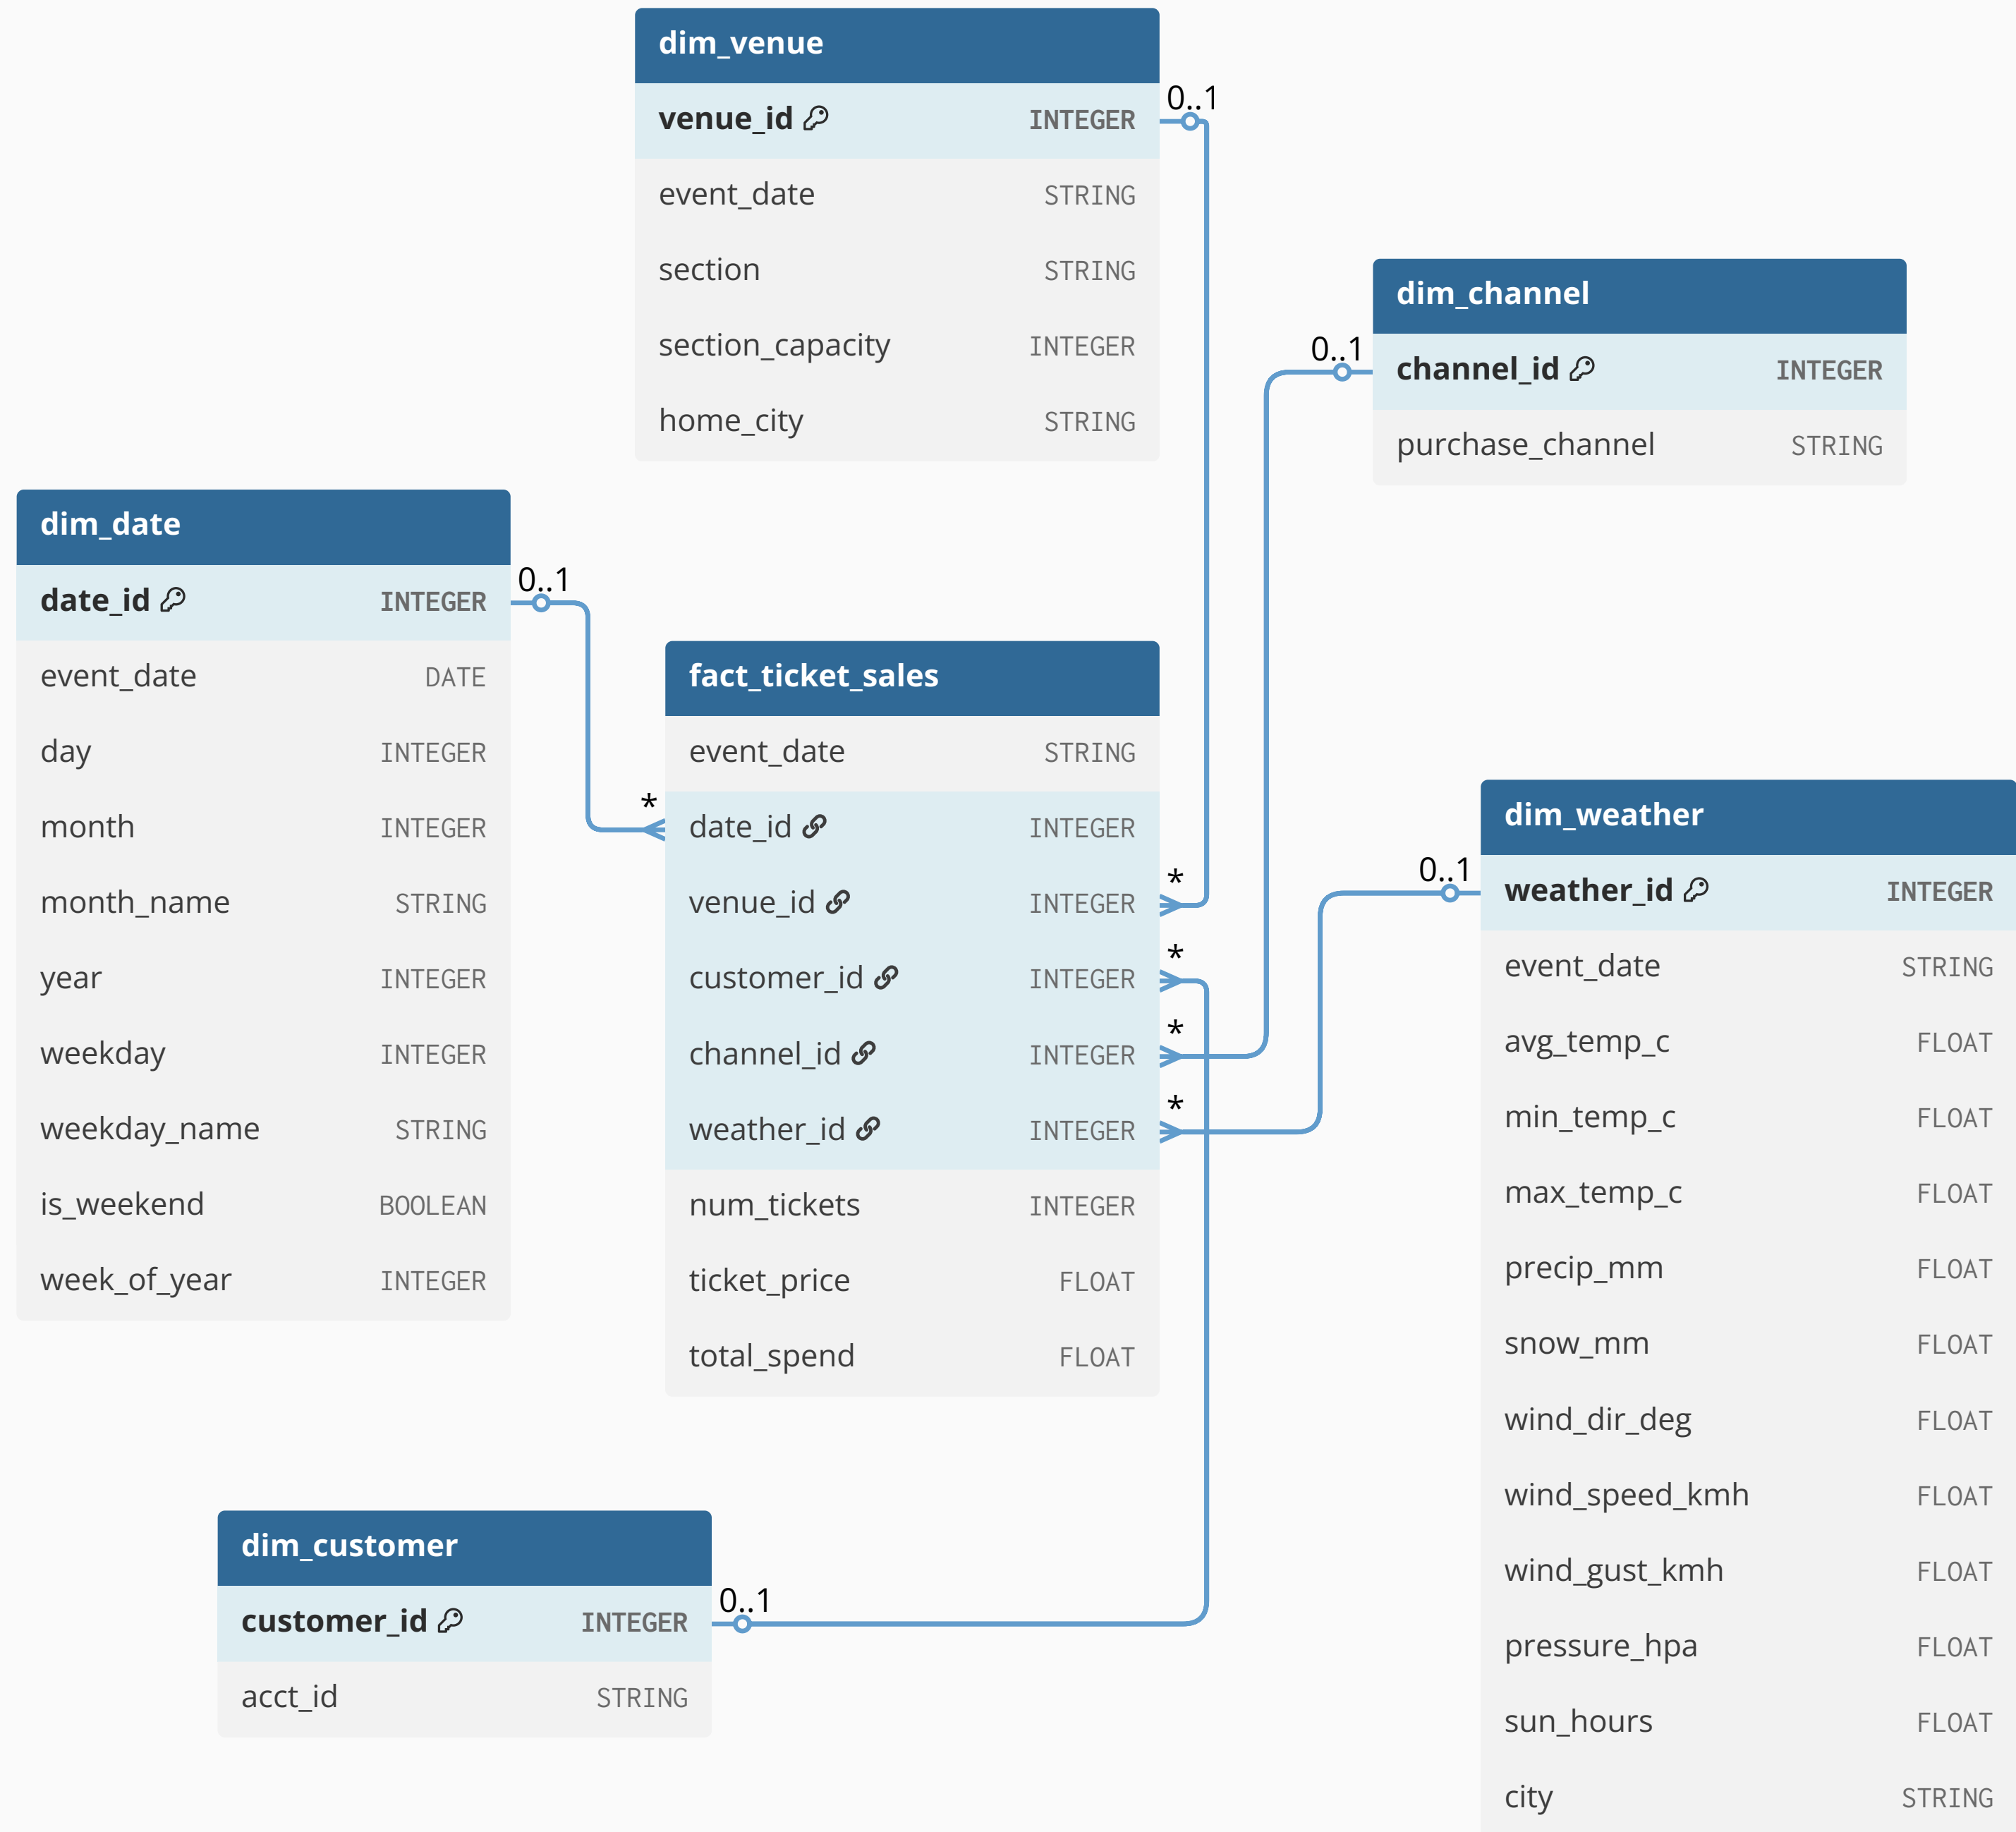 dim_venue
venue_id INTEGER
event_date STRING
section STRING
section_capacity INTEGER
home_city STRING
0..1
dim_channel
channel_id INTEGER
purchase_channel STRING
0..1
dim_date
date_id INTEGER
event_date DATE
day INTEGER
month INTEGER
month_name STRING
year INTEGER
weekday INTEGER
weekday_name STRING
is_weekend BOOLEAN
week_of_year INTEGER
0..1
fact_ticket_sales
event_date STRING
* date_id INTEGER
venue_id INTEGER *
customer_id INTEGER *
channel_id INTEGER *
weather_id INTEGER *
num_tickets INTEGER
ticket_price FLOAT
total_spend FLOAT
dim_weather
0..1
weather_id INTEGER
event_date STRING
avg_temp_c FLOAT
min_temp_c FLOAT
max_temp_c FLOAT
precip_mm FLOAT
snow_mm FLOAT
wind_dir_deg FLOAT
wind_speed_kmh FLOAT
wind_gust_kmh FLOAT
pressure_hpa FLOAT
sun_hours FLOAT
city STRING
dim_customer
customer_id INTEGER
acct_id STRING
0..1